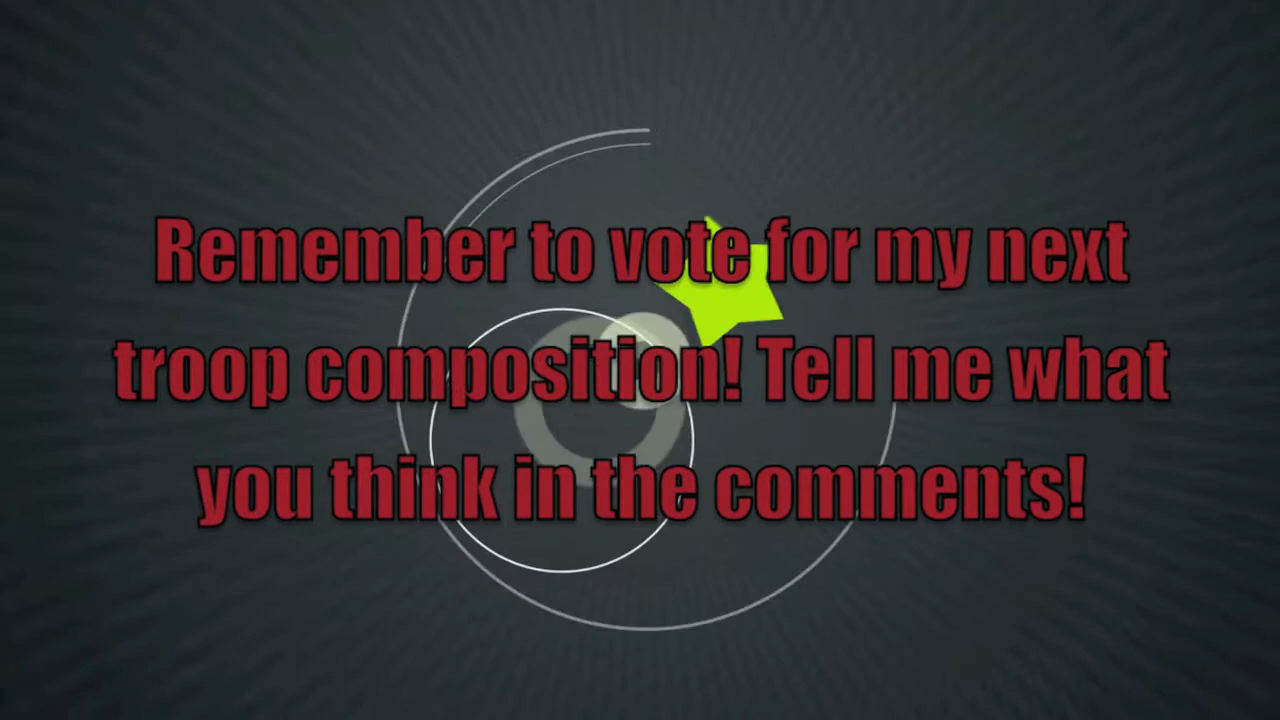 Remember to vote for my next
troop composition! Tell me what
you think in the comments!